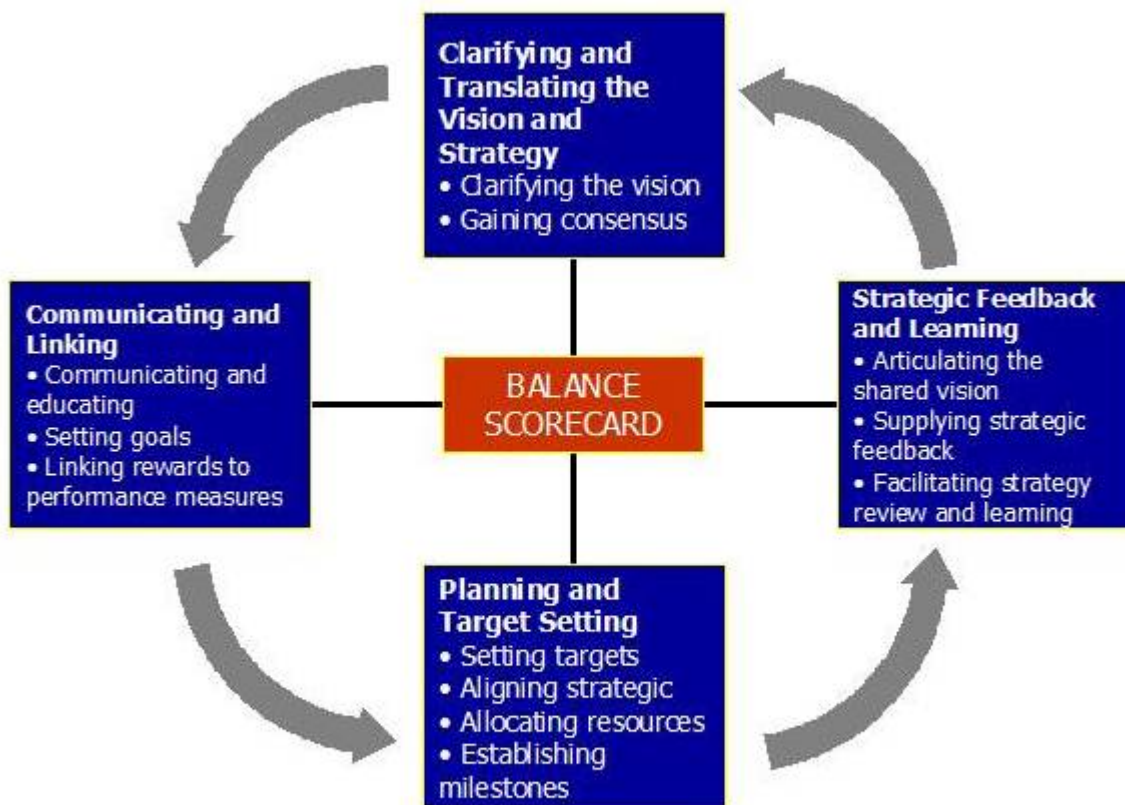 Clarifying and
Translating the
Vision and
Strategy
• Clarifying the vision
• Gaining consensus
Communicating and
Linking
• Communicating and
educating
• Setting goals
• Linking rewards to
performance measures
BALANCE
SCORECARD
Strategic Feedback
and Learning
• Articulating the
shared vision
• Supplying strategic
feedback
• Facilitating strategy
review and learning
Planning and
Target Setting
• Setting targets
• Aligning strategic
• Allocating resources
• Establishing
milestones